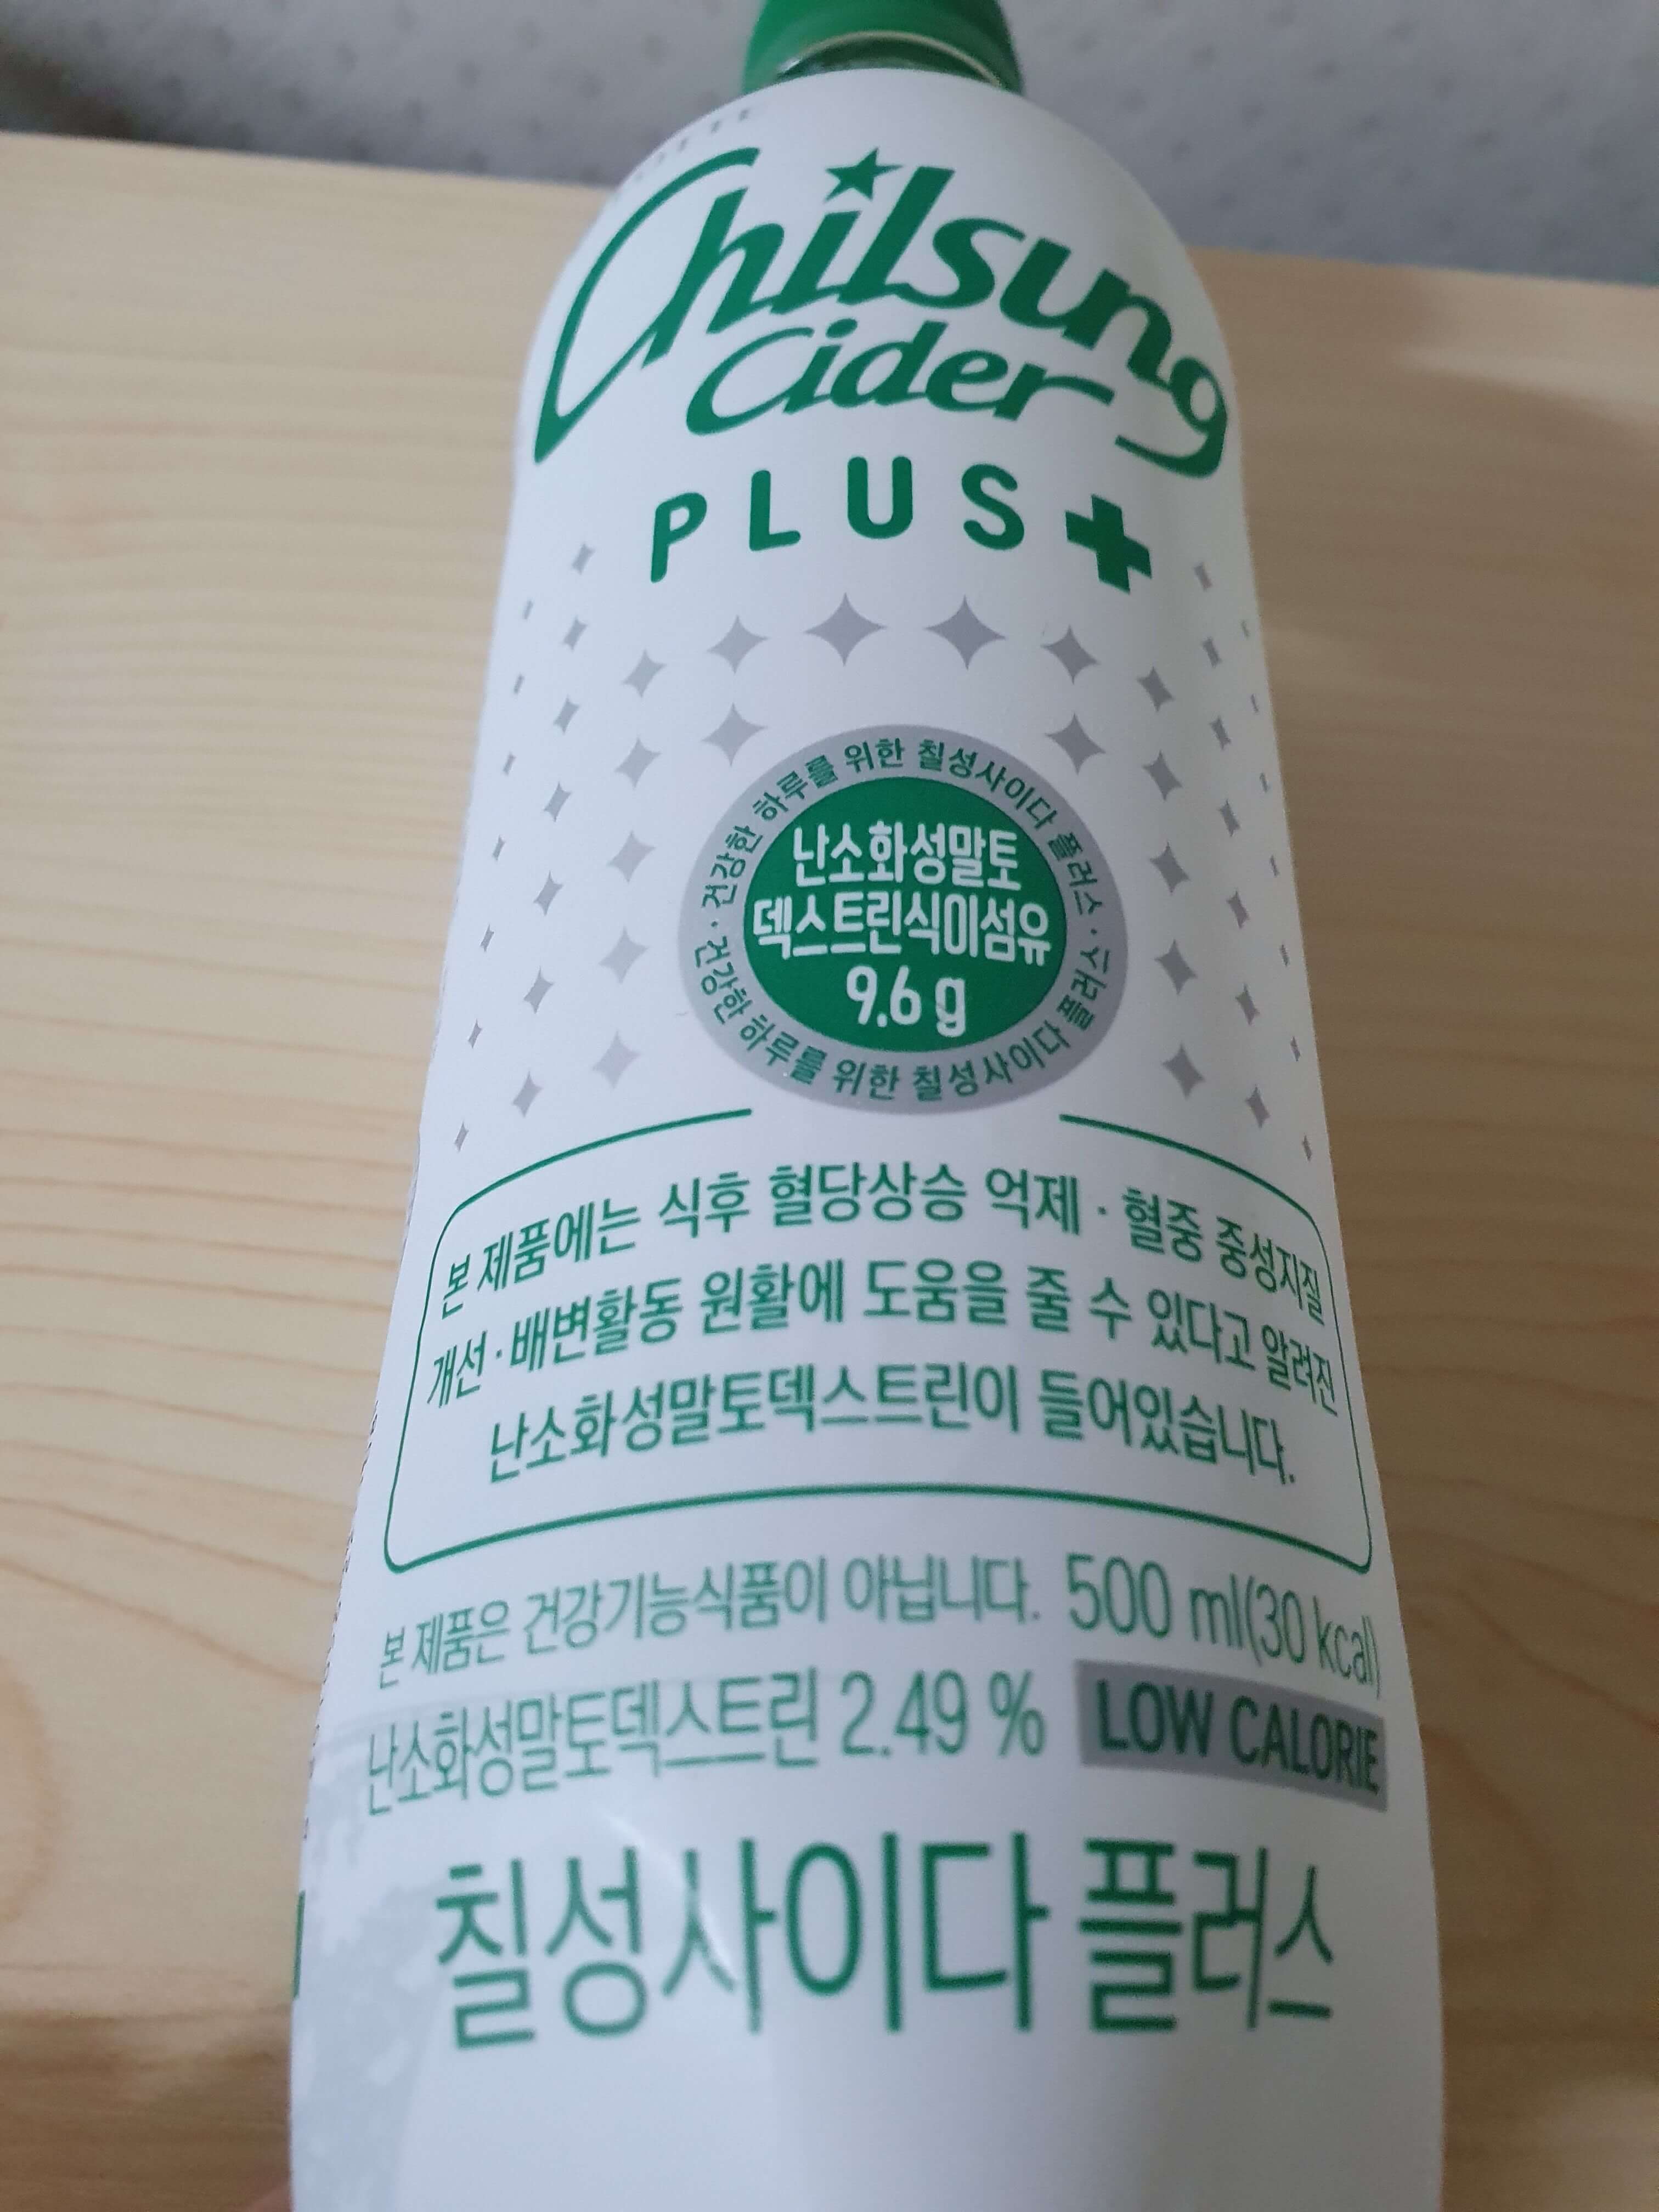 Chilsung
Cider
PLUS+
건강한 하루를 위한 칠성사이다 플러스 · 건강한 하루를 위한 칠성사이다 플러스 ·
난소화성말토
덱스트린식이섬유
9.6 g
본 제품에는 식후 혈당상승 억제 · 혈중 중성지질
개선 · 배변활동 원활에 도움을 줄 수 있다고 알려진
난소화성말토덱스트린이 들어있습니다.
본 제품은 건강기능식품이 아닙니다. 500 ml(30 kcal)
난소화성말토덱스트린 2.49 % LOW CALORIE
칠성사이다 플러스